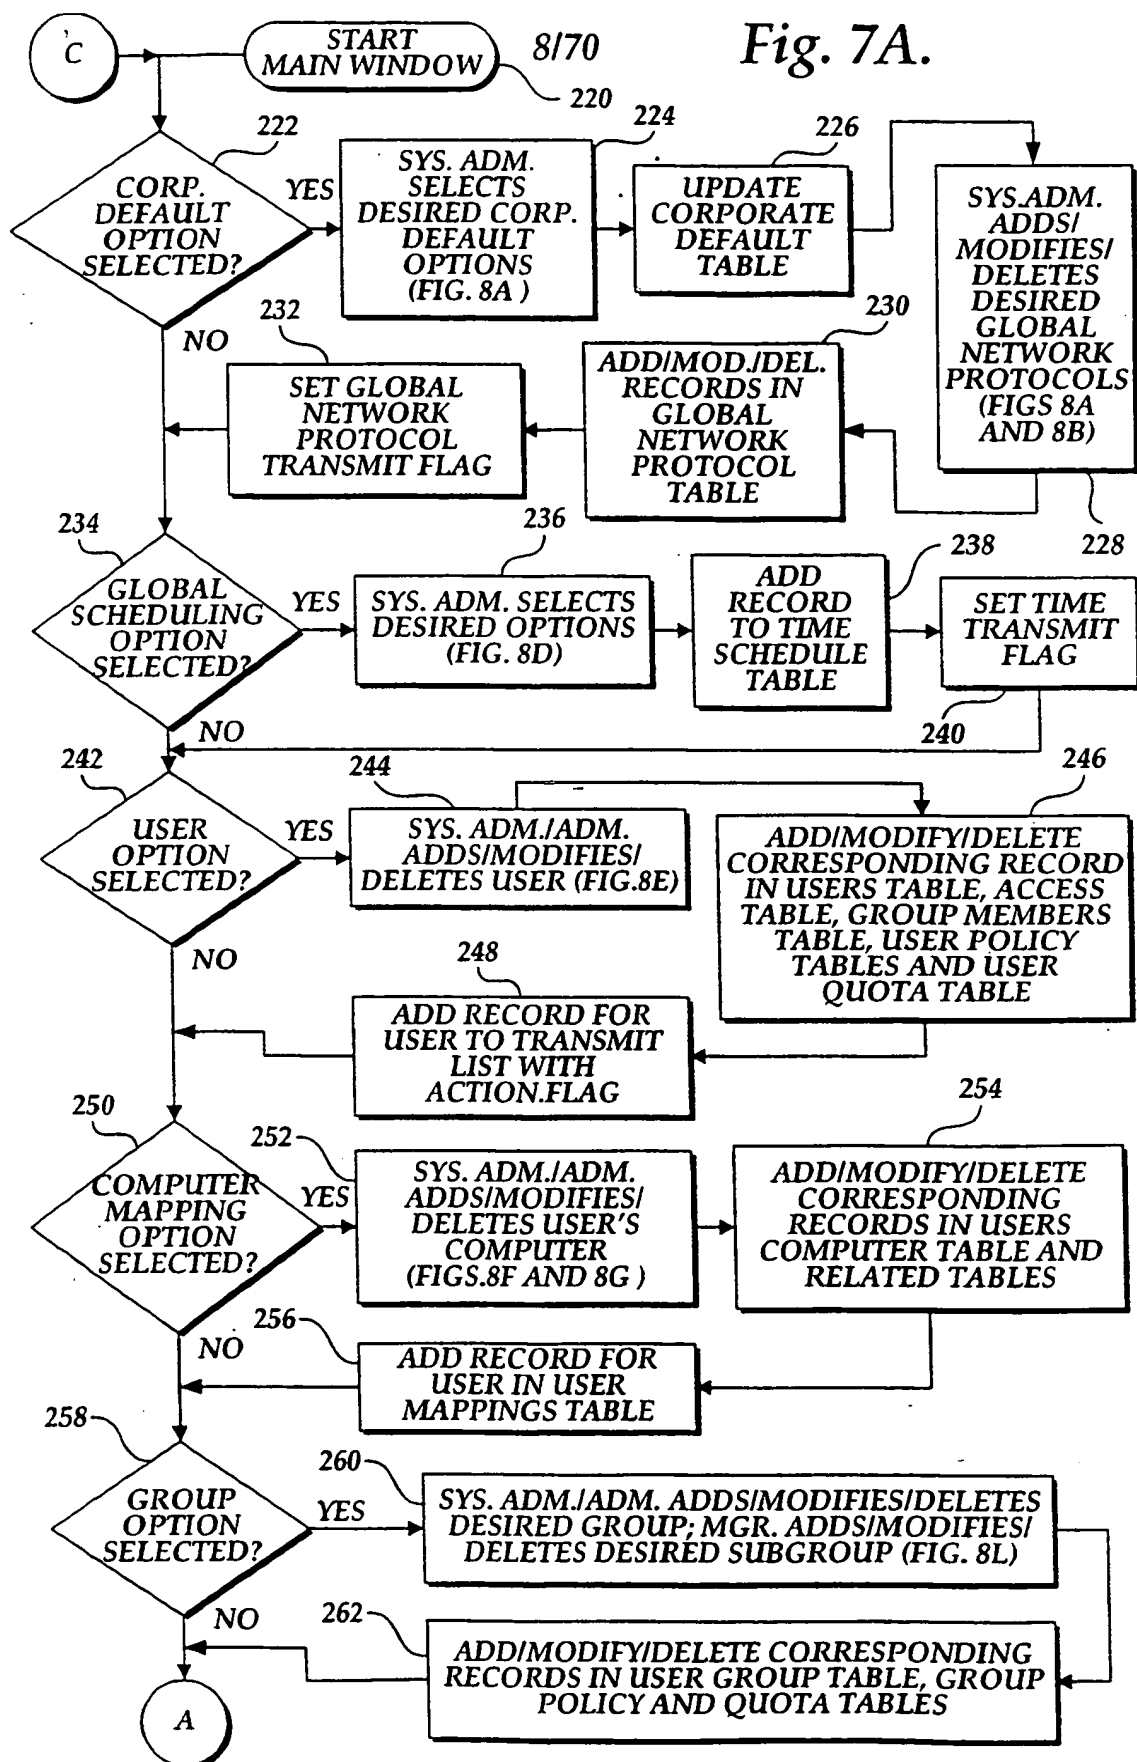 C
START
MAIN WINDOW
8/70
Fig. 7A.
220
222
CORP.
DEFAULT
OPTION
SELECTED?
YES
NO
224
SYS. ADM.
SELECTS
DESIRED CORP.
DEFAULT
OPTIONS
(FIG. 8A )
226
UPDATE
CORPORATE
DEFAULT
TABLE
SYS.ADM.
ADDS/
MODIFIES/
DELETES
DESIRED
GLOBAL
NETWORK
PROTOCOLS
(FIGS 8A
AND 8B)
228
230
ADD/MOD./DEL.
RECORDS IN
GLOBAL
NETWORK
PROTOCOL
TABLE
232
SET GLOBAL
NETWORK
PROTOCOL
TRANSMIT FLAG
234
GLOBAL
SCHEDULING
OPTION
SELECTED?
YES
NO
236
SYS. ADM. SELECTS
DESIRED OPTIONS
(FIG. 8D)
238
ADD
RECORD
TO TIME
SCHEDULE
TABLE
SET TIME
TRANSMIT
FLAG
240
242
USER
OPTION
SELECTED?
YES
NO
244
SYS. ADM./ADM.
ADDS/MODIFIES/
DELETES USER (FIG.8E)
246
ADD/MODIFY/DELETE
CORRESPONDING RECORD
IN USERS TABLE, ACCESS
TABLE, GROUP MEMBERS
TABLE, USER POLICY
TABLES AND USER
QUOTA TABLE
248
ADD RECORD FOR
USER TO TRANSMIT
LIST WITH
ACTION.FLAG
250
COMPUTER
MAPPING
OPTION
SELECTED?
YES
NO
252
SYS. ADM./ADM.
ADDS/MODIFIES/
DELETES USER'S
COMPUTER
(FIGS.8F AND 8G )
254
ADD/MODIFY/DELETE
CORRESPONDING
RECORDS IN USERS
COMPUTER TABLE AND
RELATED TABLES
256
ADD RECORD FOR
USER IN USER
MAPPINGS TABLE
258
GROUP
OPTION
SELECTED?
YES
NO
260
SYS. ADM./ADM. ADDS/MODIFIES/DELETES
DESIRED GROUP; MGR. ADDS/MODIFIES/
DELETES DESIRED SUBGROUP (FIG. 8L)
262
ADD/MODIFY/DELETE CORRESPONDING
RECORDS IN USER GROUP TABLE, GROUP
POLICY AND QUOTA TABLES
A